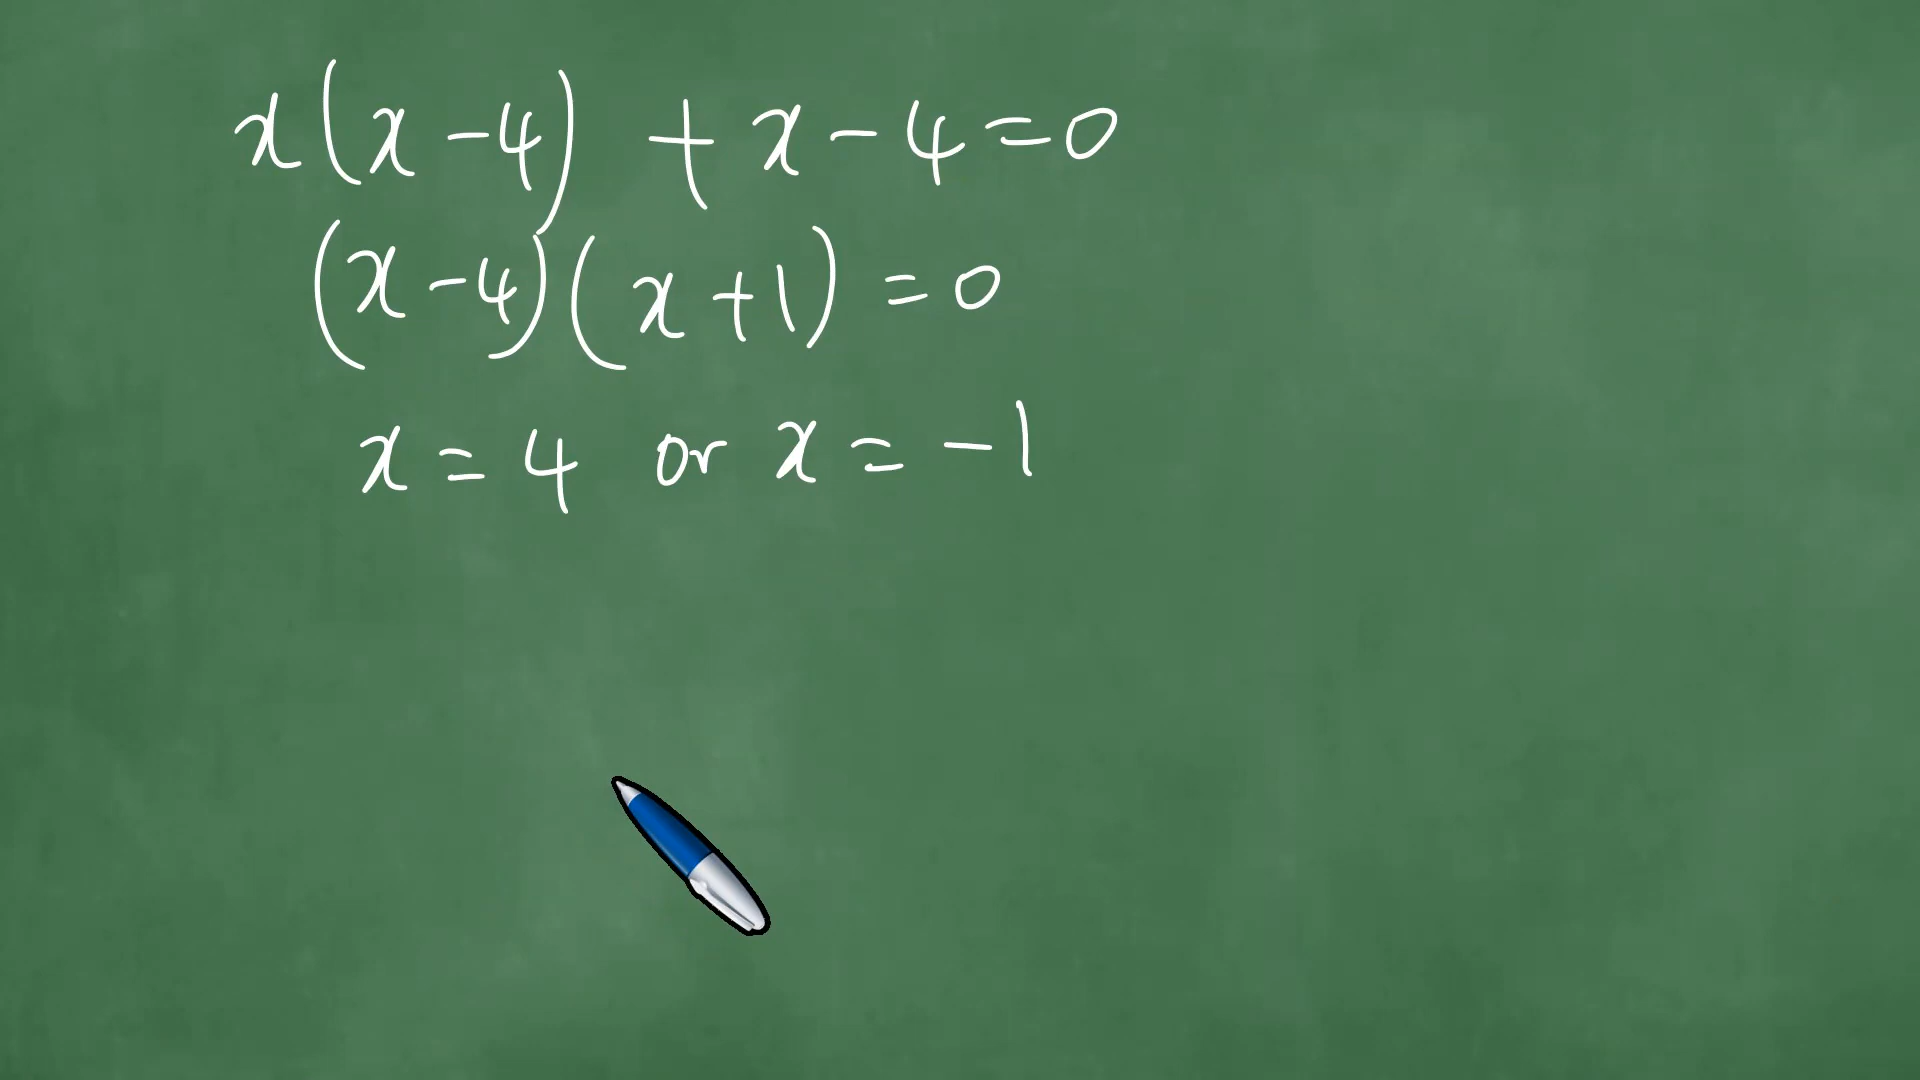 x(x-4) + x-4=0
(x-4)(x+1) =0
x=4 or x=-1